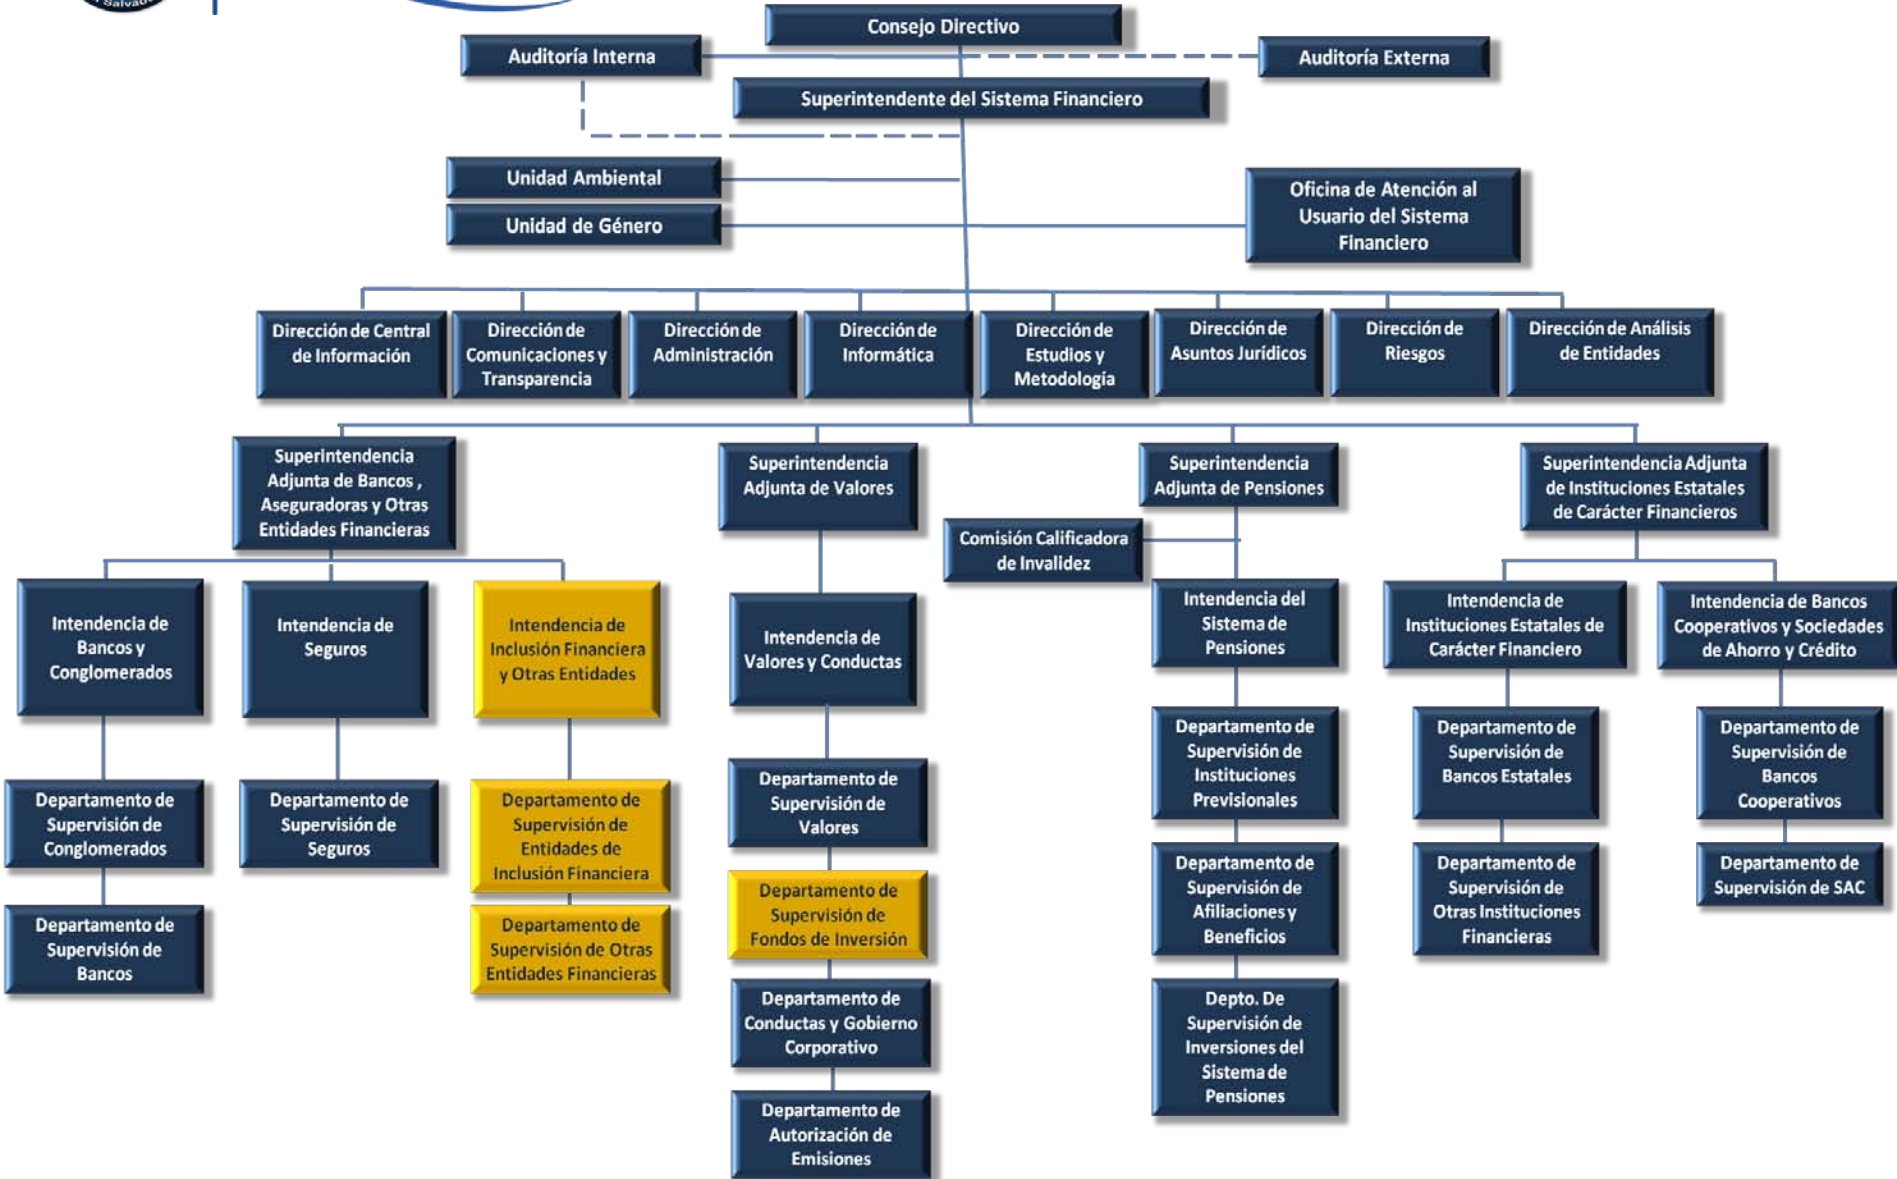 Salvador
Consejo Directivo
Auditoría Interna
Auditoría Externa
Superintendente del Sistema Financiero
Unidad Ambiental
Unidad de Género
Oficina de Atención al
Usuario del Sistema
Financiero
Dirección de Central
de Información
Dirección de
Comunicaciones y
Transparencia
Dirección de
Administración
Dirección de
Informática
Dirección de
Estudios y
Metodología
Dirección de
Asuntos Jurídicos
Dirección de
Riesgos
Dirección de Análisis
de Entidades
Superintendencia
Adjunta de Bancos ,
Aseguradoras y Otras
Entidades Financieras
Superintendencia
Adjunta de Valores
Superintendencia
Adjunta de Pensiones
Superintendencia Adjunta
de Instituciones Estatales
de Carácter Financieros
Comisión Calificadora
de Invalidez
Intendencia de
Bancos y
Conglomerados
Intendencia de
Seguros
Intendencia de
Inclusión Financiera
y Otras Entidades
Intendencia de
Valores y Conductas
Intendencia del
Sistema de
Pensiones
Intendencia de
Instituciones Estatales de
Carácter Financiero
Intendencia de Bancos
Cooperativos y Sociedades
de Ahorro y Crédito
Departamento de
Supervisión de
Conglomerados
Departamento de
Supervisión de
Seguros
Departamento de
Supervisión de
Entidades de
Inclusión Financiera
Departamento de
Supervisión de
Valores
Departamento de
Supervisión de
Instituciones
Previsionales
Departamento de
Supervisión de
Bancos Estatales
Departamento de
Supervisión de
Bancos
Cooperativos
Departamento de
Supervisión de
Bancos
Departamento de
Supervisión de Otras
Entidades Financieras
Departamento de
Supervisión de
Fondos de Inversión
Departamento de
Supervisión de
Afiliaciones y
Beneficios
Departamento de
Supervisión de
Otras Instituciones
Financieras
Departamento de
Supervisión de SAC
Departamento de
Conductas y Gobierno
Corporativo
Depto. De
Supervisión de
Inversiones del
Sistema de
Pensiones
Departamento de
Autorización de
Emisiones